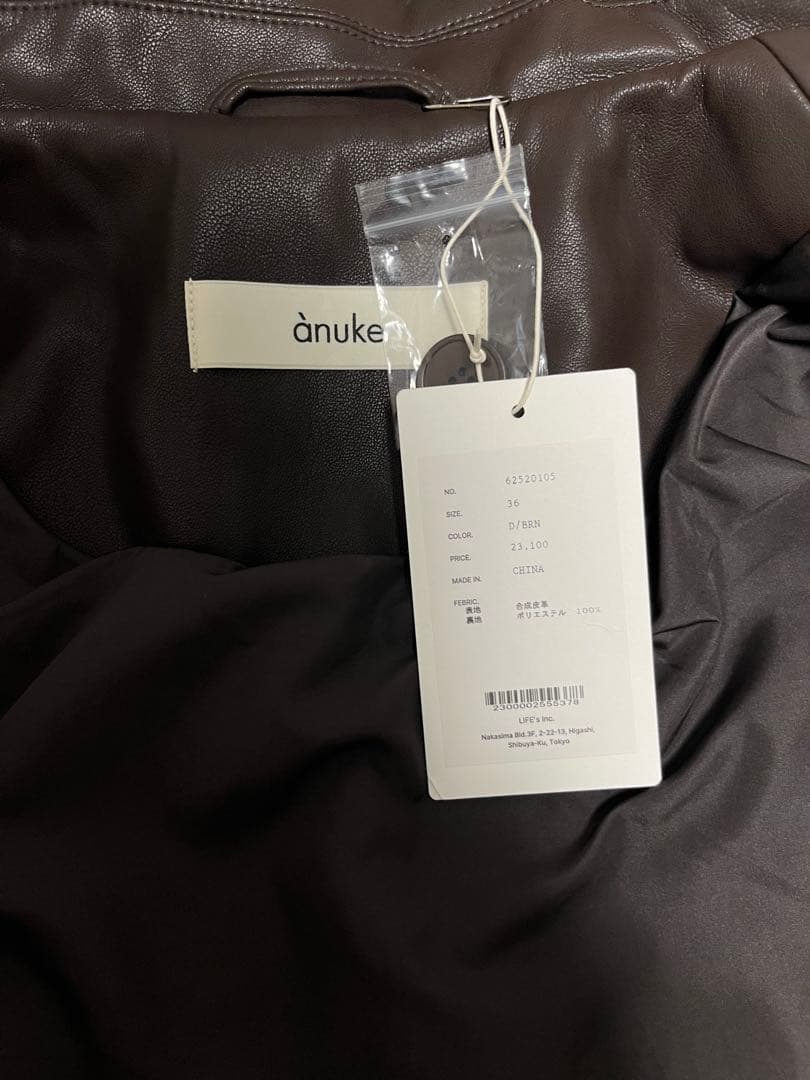 ànuke
NO. 62520105
SIZE. 36
COLOR. D/BRN
PRICE. 23,100
MADE IN. CHINA
FEBRIC.
表地 合成皮革
裏地 ポリエステル 100%
2300002555378
LIFE's Inc.
Nakasima Bld.3F, 2-22-13, Higashi,
Shibuya-Ku, Tokyo